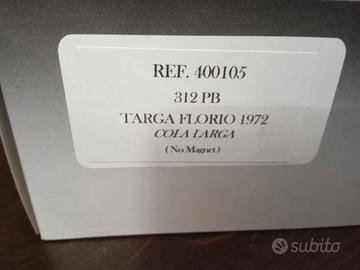 REF. 400105
312 PB
TARGA FLORIO 1972
COLA LARGA
( No Magnet )
subito